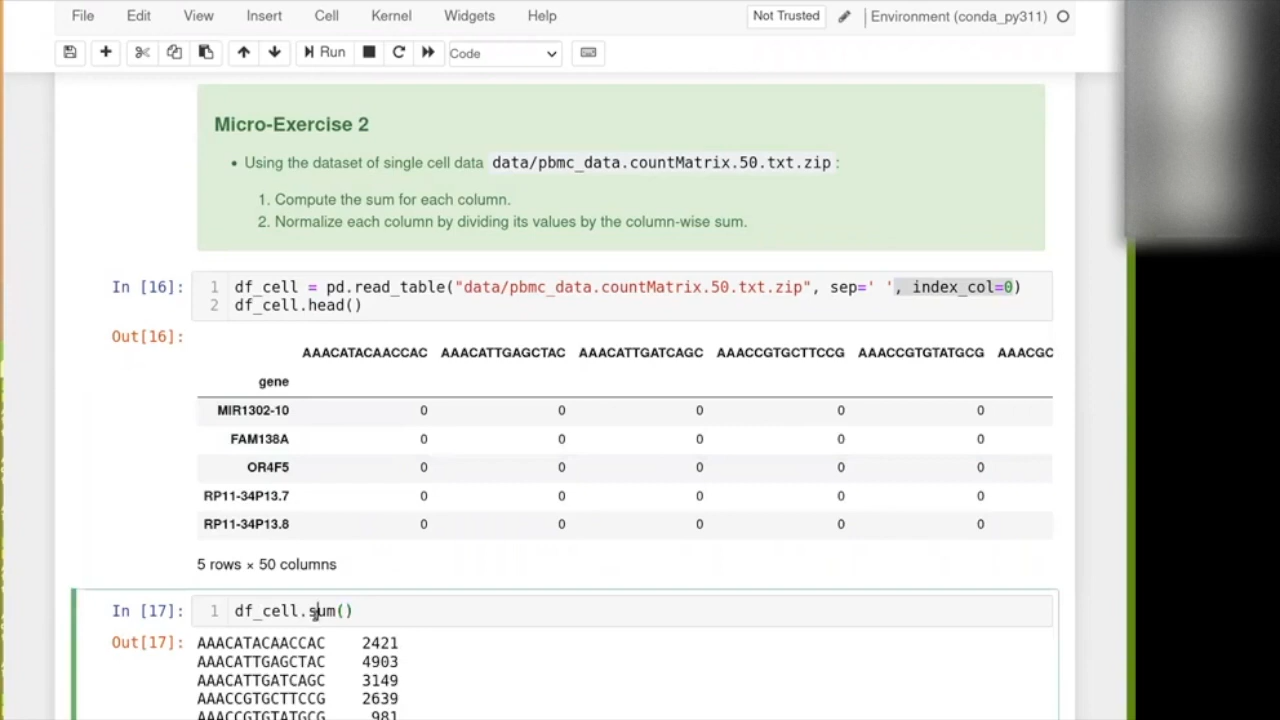 File Edit View Insert Cell Kernel Widgets Help Not Trusted Environment (conda_py311)
Run Code
Micro-Exercise 2
• Using the dataset of single cell data data/pbmc_data.countMatrix.50.txt.zip :
1. Compute the sum for each column.
2. Normalize each column by dividing its values by the column-wise sum.
In [16]: 1 df_cell = pd.read_table("data/pbmc_data.countMatrix.50.txt.zip", sep=' ', index_col=0)
2 df_cell.head()
Out[16]:
AAACATACAACCAC AAACATTGAGCTAC AAACATTGATCAGC AAACCGTGCTTCCG AAACCGTGTATGCG AAACGC
gene
MIR1302-10 0 0 0 0 0
FAM138A 0 0 0 0 0
OR4F5 0 0 0 0 0
RP11-34P13.7 0 0 0 0 0
RP11-34P13.8 0 0 0 0 0
5 rows × 50 columns
In [17]: 1 df_cell.sum()
Out[17]: AAACATACAACCAC 2421
AAACATTGAGCTAC 4903
AAACATTGATCAGC 3149
AAACCGTGCTTCCG 2639
AAACCGTGTATGCG 981